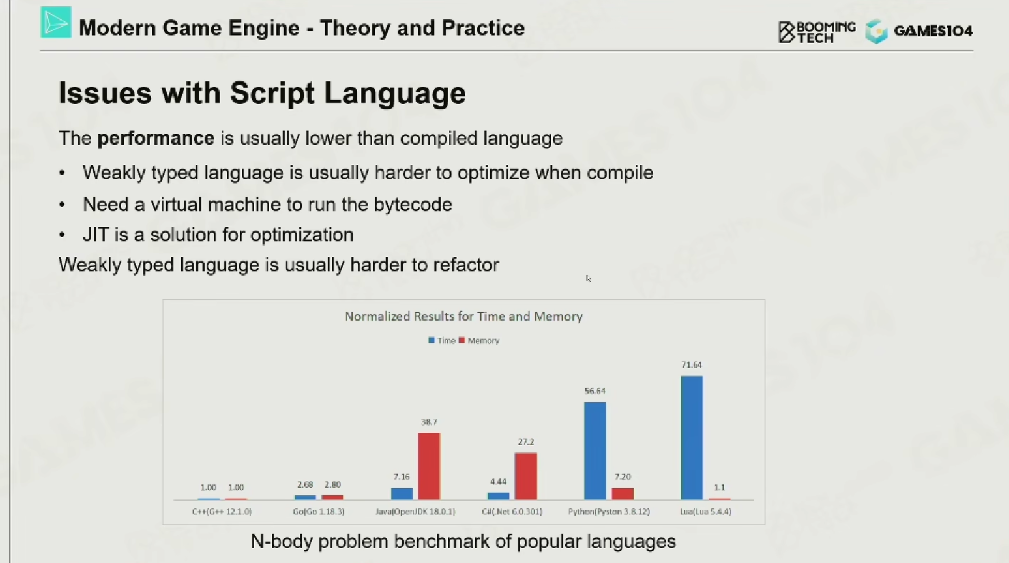 Modern Game Engine - Theory and Practice
BOOMING
TECH
GAMES104
Issues with Script Language
The performance is usually lower than compiled language
• Weakly typed language is usually harder to optimize when compile
• Need a virtual machine to run the bytecode
• JIT is a solution for optimization
Weakly typed language is usually harder to refactor
Normalized Results for Time and Memory
Time Memory
71.64
56.64
38.7
27.2
7.16
4.44
7.20
2.68 2.80
1.00 1.00
1.1
C++(G++ 12.1.0) Go(Go 1.18.3) Java(OpenJDK 18.0.1) C#(.Net 6.0.301) Python(Pyston 3.8.12) Lua(Lua 5.4.4)
N-body problem benchmark of popular languages
GAMES104